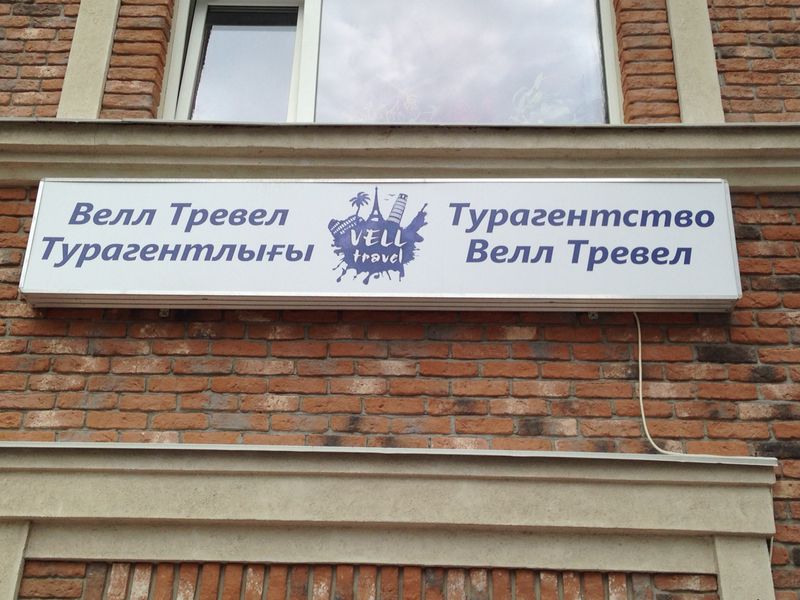 Велл Тревел
Турагентлығы
VELL
travel
Турагентство
Велл Тревел